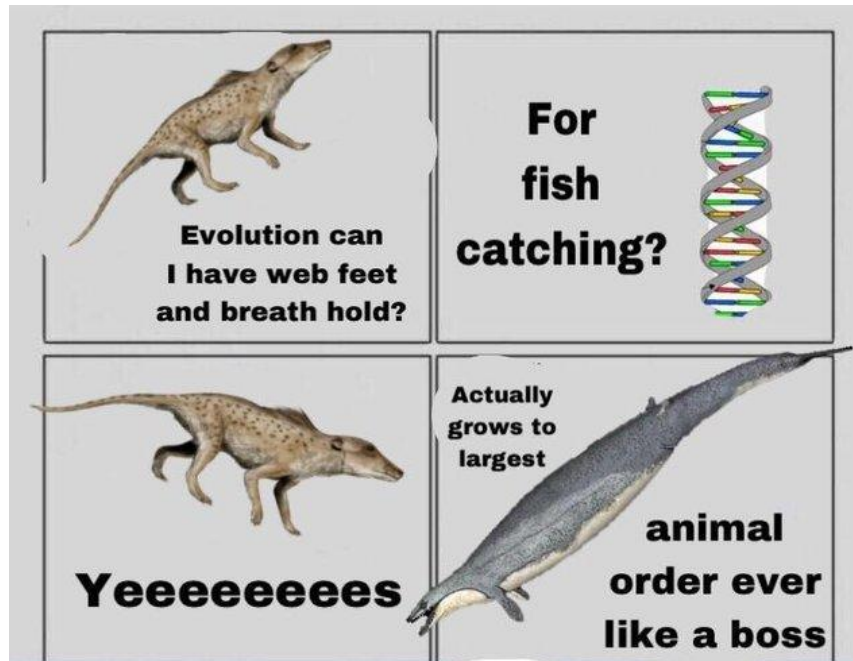 Evolution can
I have web feet
and breath hold?
For
fish
catching?
Yeeeeeeees
Actually
grows to
largest
animal
order ever
like a boss